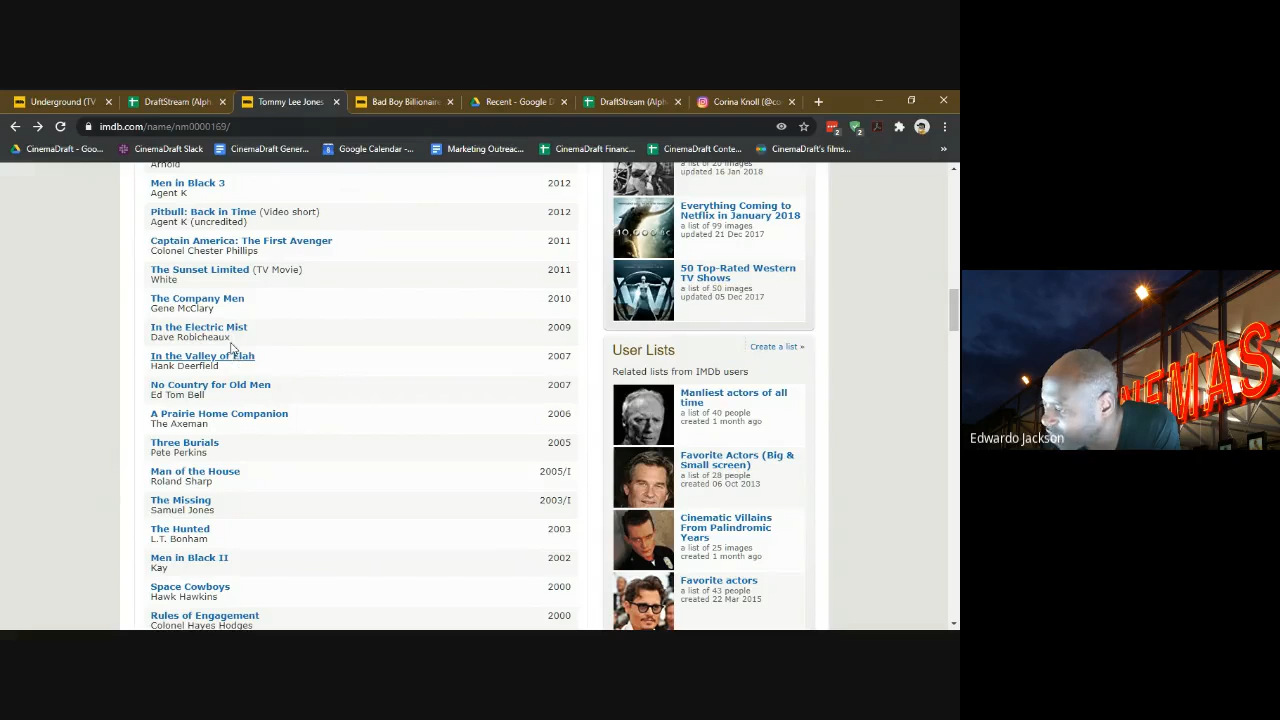 Underground (TV
DraftStream (Alph
Tommy Lee Jones
Bad Boy Billionair
Recent - Google D
DraftStream (Alph
Corina Knoll (@co
imdb.com/name/nm0000169/
2
2
CinemaDraft - Goo...
CinemaDraft Slack
CinemaDraft Gener...
Google Calendar -...
Marketing Outreac...
CinemaDraft Financ...
CinemaDraft Conte...
CinemaDraft's films...
»
Arnold
Men in Black 3 2012
Agent K
Pitbull: Back in Time (Video short) 2012
Agent K (uncredited)
Captain America: The First Avenger 2011
Colonel Chester Phillips
The Sunset Limited (TV Movie) 2011
White
The Company Men 2010
Gene McClary
In the Electric Mist 2009
Dave Robicheaux
In the Valley of Elah 2007
Hank Deerfield
No Country for Old Men 2007
Ed Tom Bell
A Prairie Home Companion 2006
The Axeman
Three Burials 2005
Pete Perkins
Man of the House 2005/I
Roland Sharp
The Missing 2003/I
Samuel Jones
The Hunted 2003
L.T. Bonham
Men in Black II 2002
Kay
Space Cowboys 2000
Hawk Hawkins
Rules of Engagement 2000
Colonel Hayes Hodges
a list of 20 images
updated 16 Jan 2018
Everything Coming to
Netflix in January 2018
a list of 99 images
updated 21 Dec 2017
10,000 BC
50 Top-Rated Western
TV Shows
a list of 50 images
updated 05 Dec 2017
User Lists
Create a list »
Related lists from IMDb users
Manliest actors of all
time
a list of 40 people
created 1 month ago
Favorite Actors (Big &
Small screen)
a list of 28 people
created 06 Oct 2013
Cinematic Villains
From Palindromic
Years
a list of 25 images
created 1 month ago
Favorite actors
a list of 43 people
created 22 Mar 2015
INEMAS
Edwardo Jackson